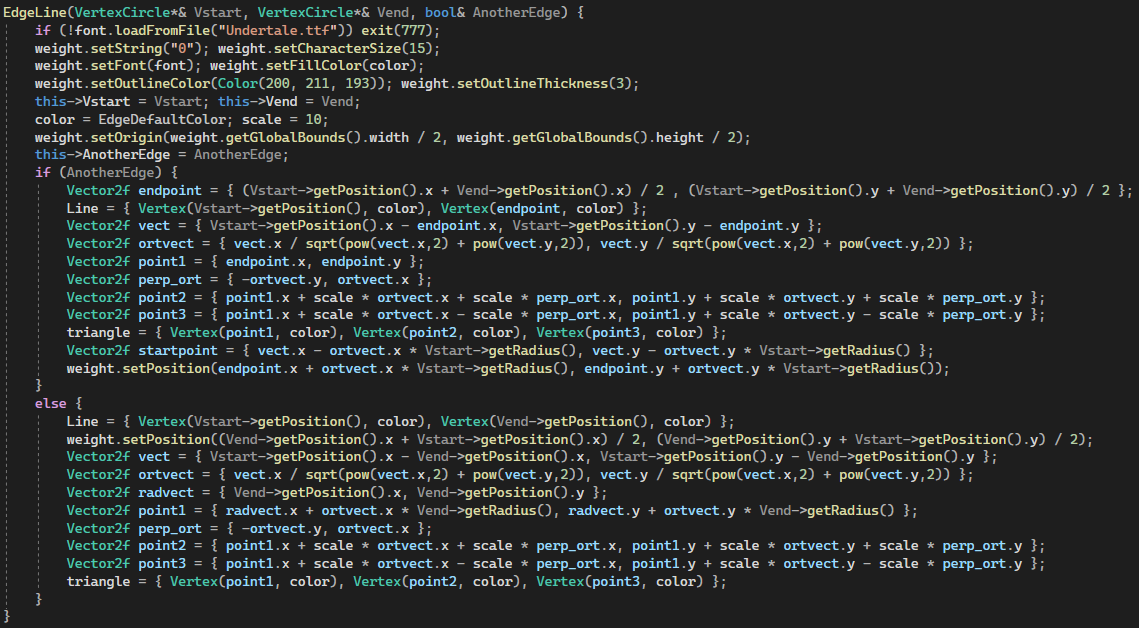 EdgeLine(VertexCircle*& Vstart, VertexCircle*& Vend, bool& AnotherEdge) {
if (!font.loadFromFile("Undertale.ttf")) exit(777);
weight.setString("0"); weight.setCharacterSize(15);
weight.setFont(font); weight.setFillColor(color);
weight.setOutlineColor(Color(200, 211, 193)); weight.setOutlineThickness(3);
this->Vstart = Vstart; this->Vend = Vend;
color = EdgeDefaultColor; scale = 10;
weight.setOrigin(weight.getGlobalBounds().width / 2, weight.getGlobalBounds().height / 2);
this->AnotherEdge = AnotherEdge;
if (AnotherEdge) {
Vector2f endpoint = { (Vstart->getPosition().x + Vend->getPosition().x) / 2 , (Vstart->getPosition().y + Vend->getPosition().y) / 2 };
Line = { Vertex(Vstart->getPosition(), color), Vertex(endpoint, color) };
Vector2f vect = { Vstart->getPosition().x - endpoint.x, Vstart->getPosition().y - endpoint.y };
Vector2f ortvect = { vect.x / sqrt(pow(vect.x,2) + pow(vect.y,2)), vect.y / sqrt(pow(vect.x,2) + pow(vect.y,2)) };
Vector2f point1 = { endpoint.x, endpoint.y };
Vector2f perp_ort = { -ortvect.y, ortvect.x };
Vector2f point2 = { point1.x + scale * ortvect.x + scale * perp_ort.x, point1.y + scale * ortvect.y + scale * perp_ort.y };
Vector2f point3 = { point1.x + scale * ortvect.x - scale * perp_ort.x, point1.y + scale * ortvect.y - scale * perp_ort.y };
triangle = { Vertex(point1, color), Vertex(point2, color), Vertex(point3, color) };
Vector2f startpoint = { vect.x - ortvect.x * Vstart->getRadius(), vect.y - ortvect.y * Vstart->getRadius() };
weight.setPosition(endpoint.x + ortvect.x * Vstart->getRadius(), endpoint.y + ortvect.y * Vstart->getRadius());
}
else {
Line = { Vertex(Vstart->getPosition(), color), Vertex(Vend->getPosition(), color) };
weight.setPosition((Vend->getPosition().x + Vstart->getPosition().x) / 2, (Vend->getPosition().y + Vstart->getPosition().y) / 2);
Vector2f vect = { Vstart->getPosition().x - Vend->getPosition().x, Vstart->getPosition().y - Vend->getPosition().y };
Vector2f ortvect = { vect.x / sqrt(pow(vect.x,2) + pow(vect.y,2)), vect.y / sqrt(pow(vect.x,2) + pow(vect.y,2)) };
Vector2f radvect = { Vend->getPosition().x, Vend->getPosition().y };
Vector2f point1 = { radvect.x + ortvect.x * Vend->getRadius(), radvect.y + ortvect.y * Vend->getRadius() };
Vector2f perp_ort = { -ortvect.y, ortvect.x };
Vector2f point2 = { point1.x + scale * ortvect.x + scale * perp_ort.x, point1.y + scale * ortvect.y + scale * perp_ort.y };
Vector2f point3 = { point1.x + scale * ortvect.x - scale * perp_ort.x, point1.y + scale * ortvect.y - scale * perp_ort.y };
triangle = { Vertex(point1, color), Vertex(point2, color), Vertex(point3, color) };
}
}